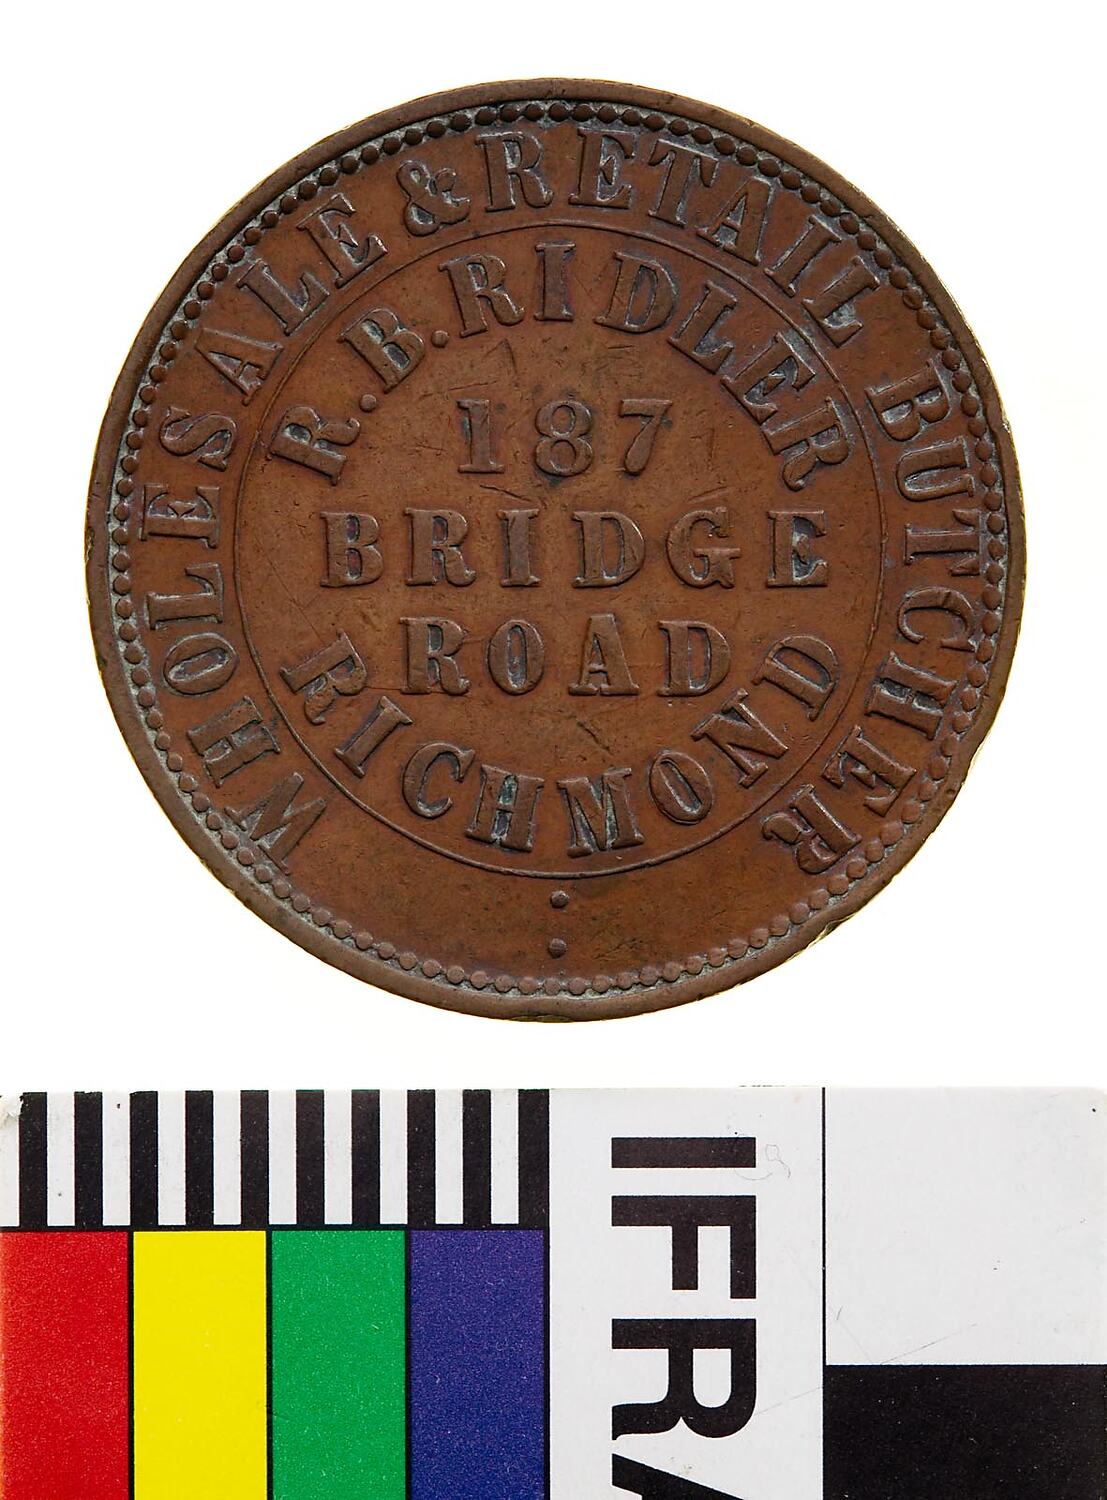 WHOLESALE & RETAIL BUTCHER
R.B.RIDLER
187
BRIDGE
ROAD
RICHMOND
IFRA